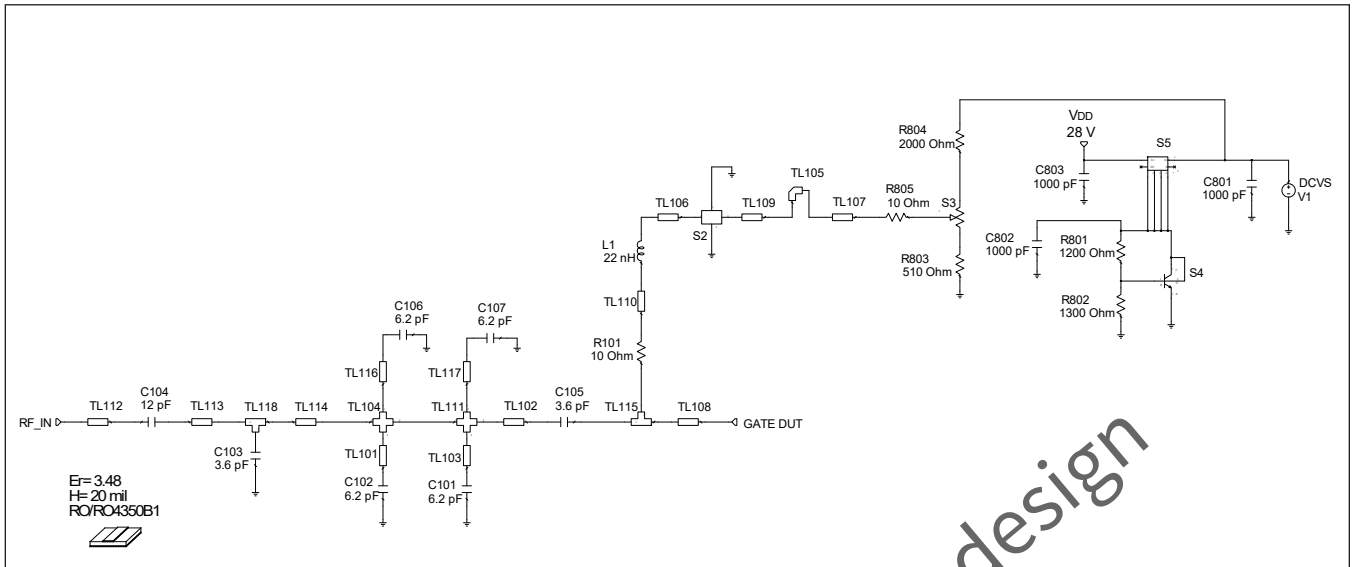 VDD
28 V
S5
R804
2000 Ohm
C803
1000 pF
C801
1000 pF
DCVS
V1
TL105
R805
10 Ohm
S3
TL106
TL109
TL107
S2
C802
1000 pF
R801
1200 Ohm
L1
22 nH
R803
510 Ohm
S4
TL110
R802
1300 Ohm
C106
6.2 pF
C107
6.2 pF
R101
10 Ohm
TL116
TL117
C104
12 pF
C105
3.6 pF
RF_IN
TL112
TL113
TL118
TL114
TL104
TL111
TL102
TL115
TL108
GATE DUT
C103
3.6 pF
TL101
TL103
C102
6.2 pF
C101
6.2 pF
Er= 3.48
H= 20 mil
RO/RO4350B1
design